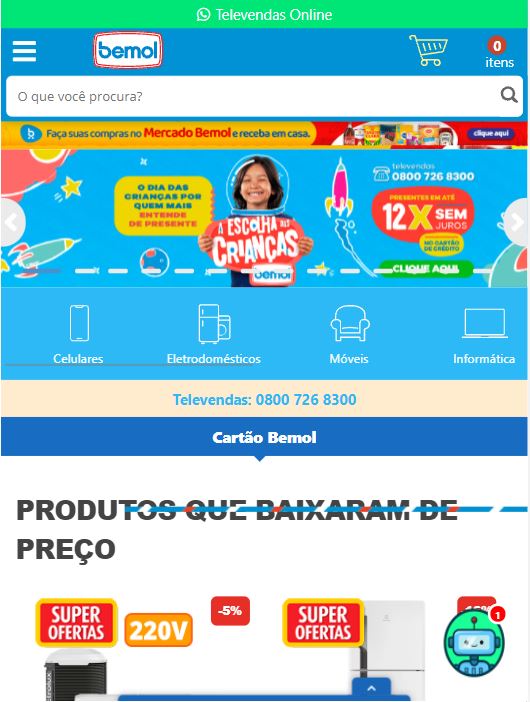 Televendas Online
bemol
0
itens
O que você procura?
Faça suas compras no Mercado Bemol e receba em casa.
clique aqui
O DIA DAS
CRIANÇAS POR
QUEM MAIS
ENTENDE
DE PRESENTE
A ESCOLHA DAS
CRIANÇAS
bemol
televendas
0800 726 8300
PRESENTES EM ATÉ
12X SEM
JUROS
NO CARTÃO
DE CRÉDITO
CLIQUE AQUI
Celulares
Eletrodomésticos
Móveis
Informática
Televendas: 0800 726 8300
Cartão Bemol
PRODUTOS QUE BAIXARAM DE
PREÇO
SUPER
OFERTAS
220V
-5%
SUPER
OFERTAS
1